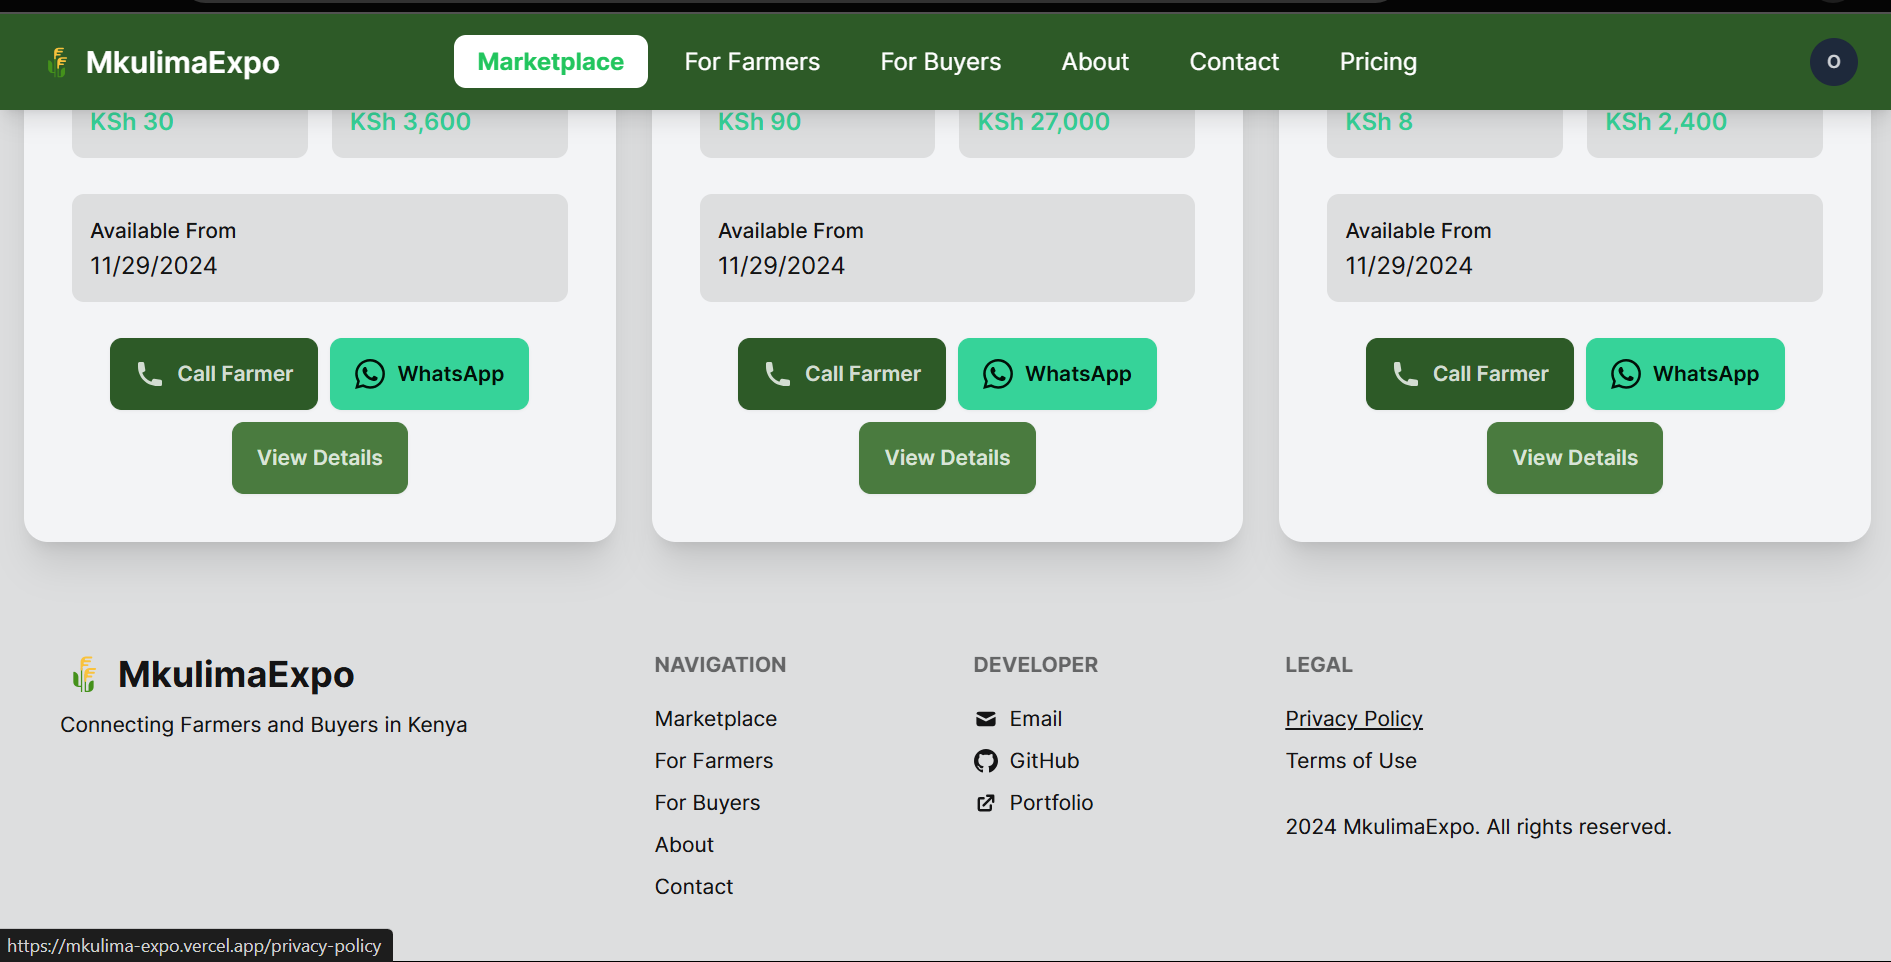 MkulimaExpo
Marketplace
For Farmers
For Buyers
About
Contact
Pricing
O
KSh 30
KSh 3,600
Available From
11/29/2024
Call Farmer
WhatsApp
View Details
KSh 90
KSh 27,000
Available From
11/29/2024
Call Farmer
WhatsApp
View Details
KSh 8
KSh 2,400
Available From
11/29/2024
Call Farmer
WhatsApp
View Details
MkulimaExpo
Connecting Farmers and Buyers in Kenya
NAVIGATION
Marketplace
For Farmers
For Buyers
About
Contact
DEVELOPER
Email
GitHub
Portfolio
LEGAL
Privacy Policy
Terms of Use
2024 MkulimaExpo. All rights reserved.
https://mkulima-expo.vercel.app/privacy-policy